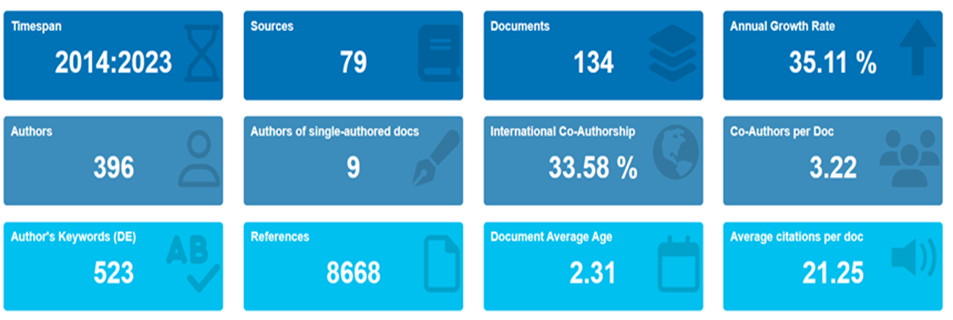 Timespan
2014:2023
Sources
79
Documents
134
Annual Growth Rate
35.11 %
Authors
396
Authors of single-authored docs
9
International Co-Authorship
33.58 %
Co-Authors per Doc
3.22
Author's Keywords (DE)
523
AB
References
8668
Document Average Age
2.31
Average citations per doc
21.25